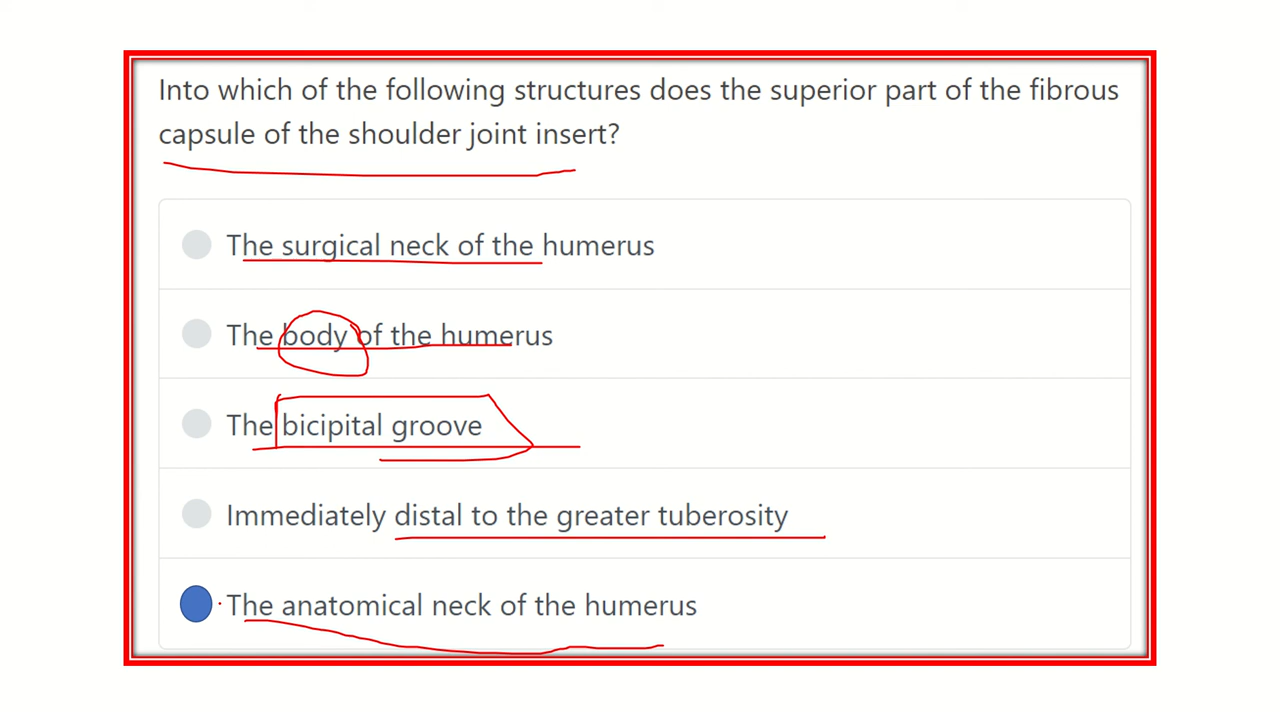 Into which of the following structures does the superior part of the fibrous
capsule of the shoulder joint insert?
The surgical neck of the humerus
The body of the humerus
The bicipital groove
Immediately distal to the greater tuberosity
The anatomical neck of the humerus